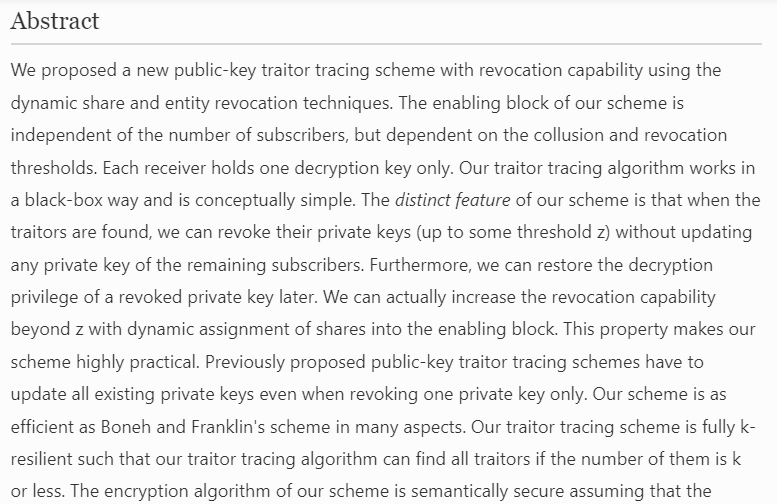 Abstract
We proposed a new public-key traitor tracing scheme with revocation capability using the
dynamic share and entity revocation techniques. The enabling block of our scheme is
independent of the number of subscribers, but dependent on the collusion and revocation
thresholds. Each receiver holds one decryption key only. Our traitor tracing algorithm works in
a black-box way and is conceptually simple. The distinct feature of our scheme is that when the
traitors are found, we can revoke their private keys (up to some threshold z) without updating
any private key of the remaining subscribers. Furthermore, we can restore the decryption
privilege of a revoked private key later. We can actually increase the revocation capability
beyond z with dynamic assignment of shares into the enabling block. This property makes our
scheme highly practical. Previously proposed public-key traitor tracing schemes have to
update all existing private keys even when revoking one private key only. Our scheme is as
efficient as Boneh and Franklin's scheme in many aspects. Our traitor tracing scheme is fully k-
resilient such that our traitor tracing algorithm can find all traitors if the number of them is k
or less. The encryption algorithm of our scheme is semantically secure assuming that the